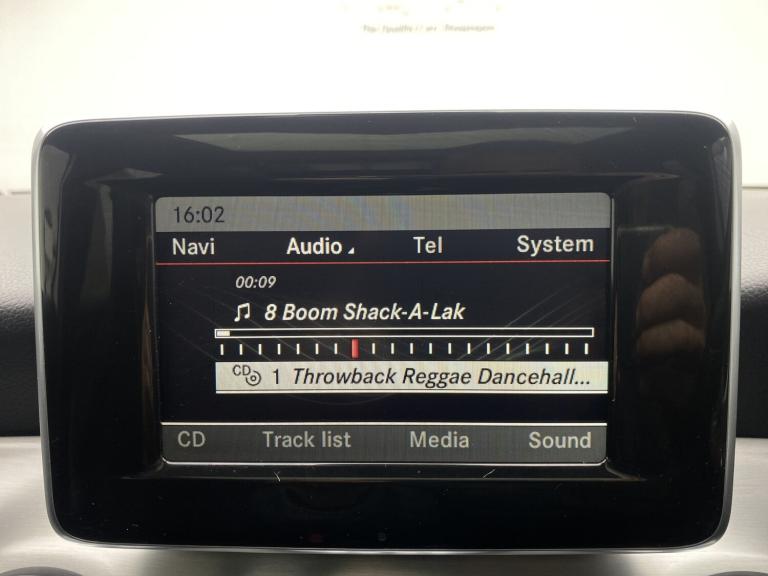 16:02
Navi Audio Tel System
00:09
8 Boom Shack-A-Lak
CD 1 Throwback Reggae Dancehall...
CD Track list Media Sound